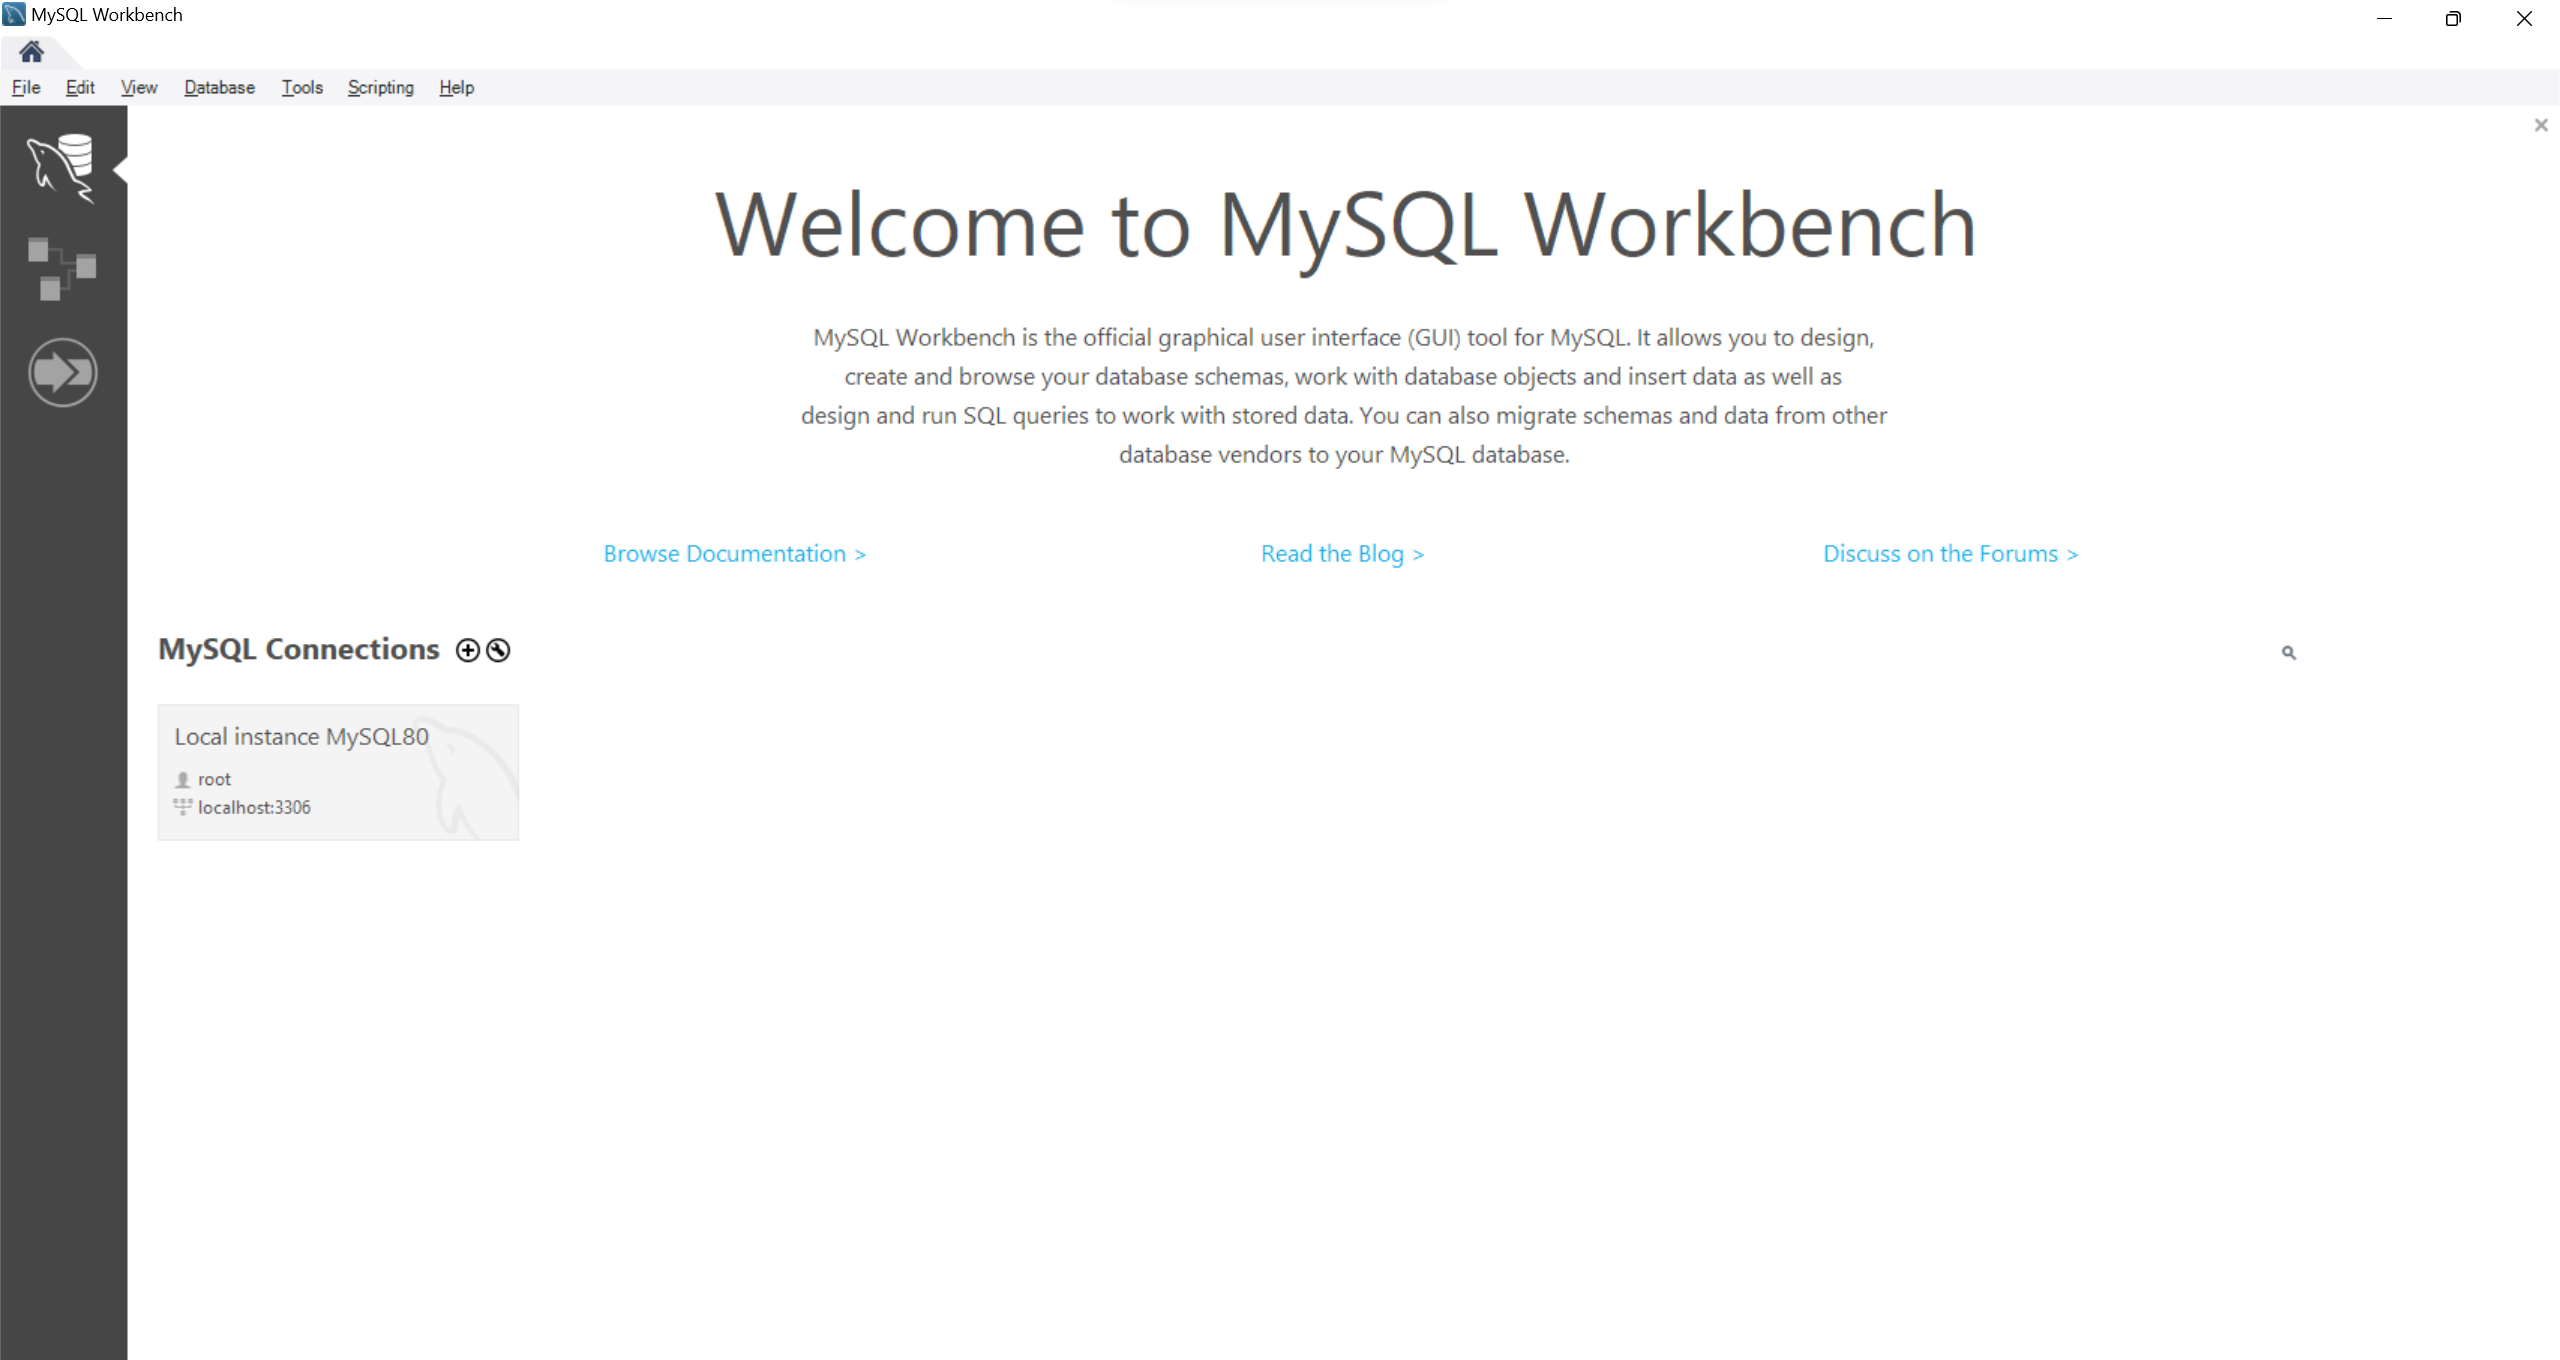 MySQL Workbench
File Edit View Database Tools Scripting Help
Welcome to MySQL Workbench
MySQL Workbench is the official graphical user interface (GUI) tool for MySQL. It allows you to design,
create and browse your database schemas, work with database objects and insert data as well as
design and run SQL queries to work with stored data. You can also migrate schemas and data from other
database vendors to your MySQL database.
Browse Documentation > Read the Blog > Discuss on the Forums >
MySQL Connections
Local instance MySQL80
root
localhost:3306